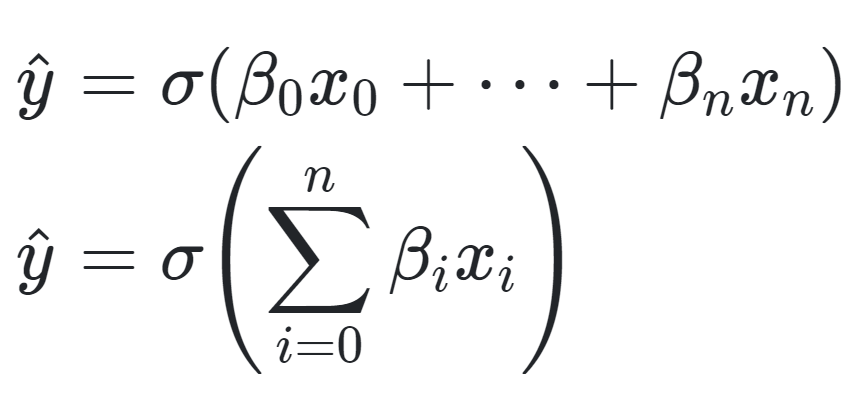 ŷ = σ(β₀x₀ + ⋯ + βₙxₙ)
ŷ = σ(∑ᵢ₌₀ⁿ βᵢxᵢ)